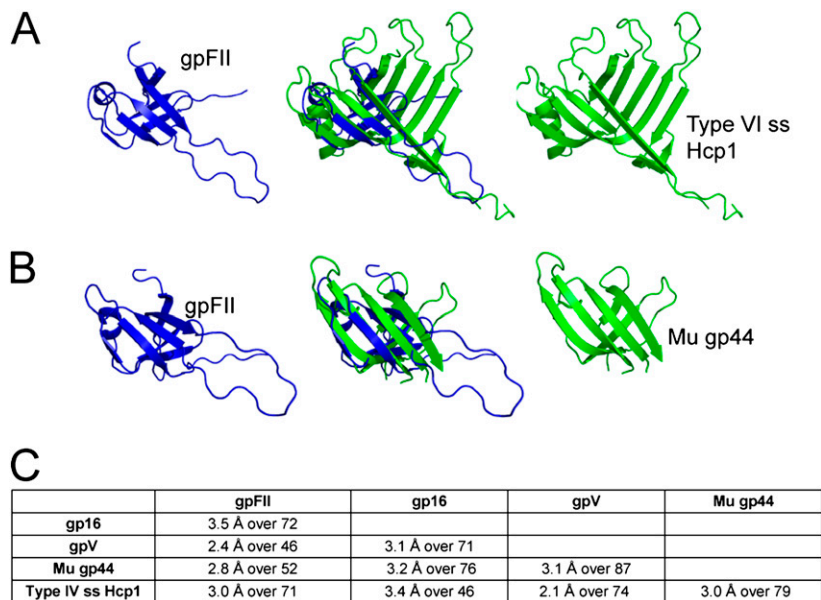 A
gpFII
Type VI ss
Hcp1
B
gpFII
Mu gp44
C
gpFII gp16 gpV Mu gp44
gp16 3.5 Å over 72
gpV 2.4 Å over 46 3.1 Å over 71
Mu gp44 2.8 Å over 52 3.2 Å over 76 3.1 Å over 87
Type IV ss Hcp1 3.0 Å over 71 3.4 Å over 46 2.1 Å over 74 3.0 Å over 79